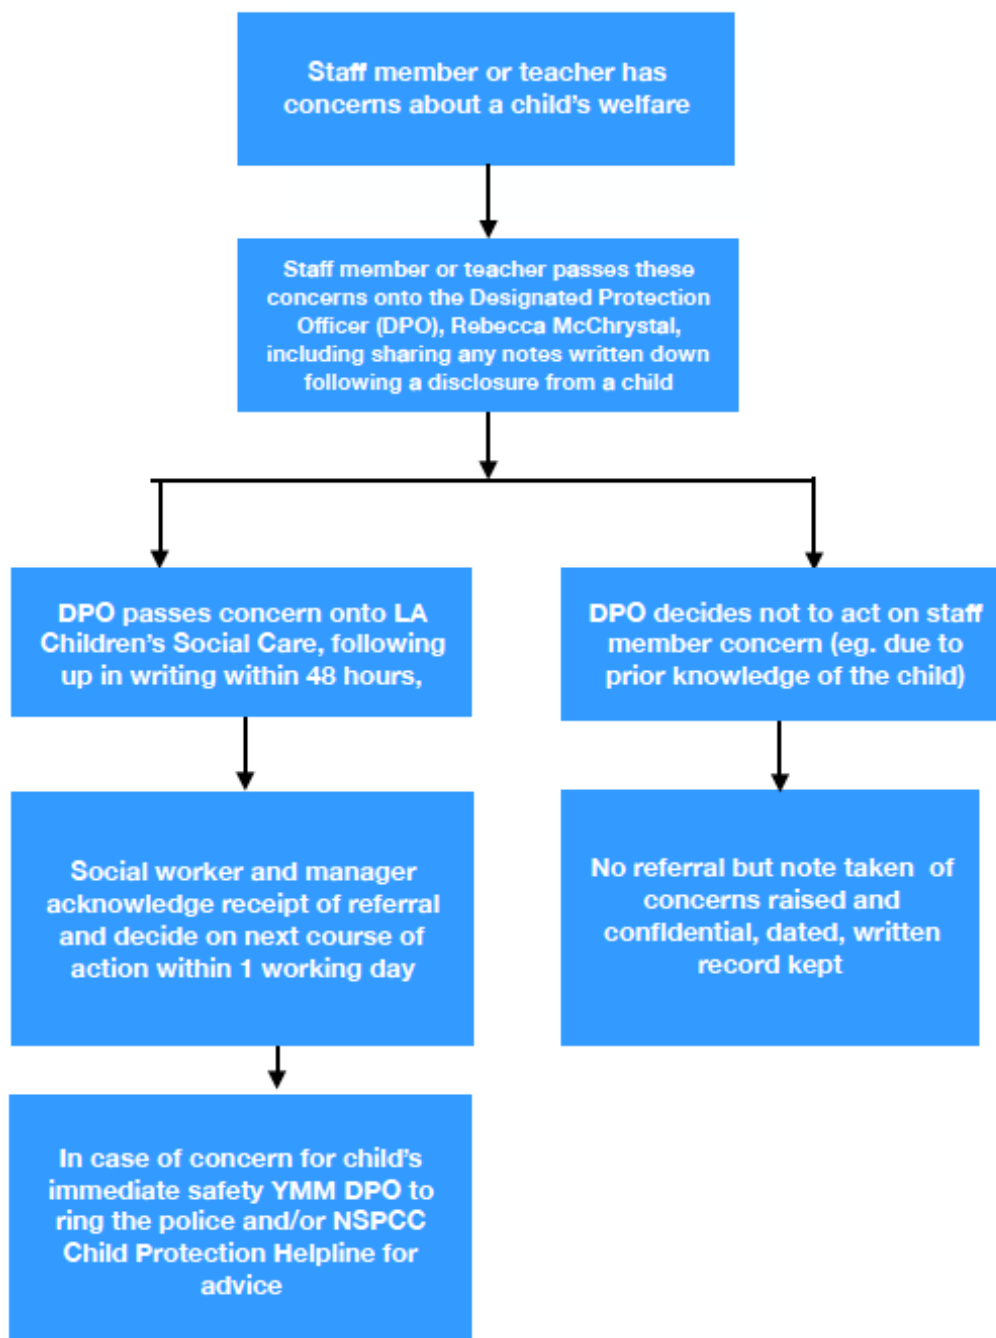 Staff member or teacher has
concerns about a child's welfare
Staff member or teacher passes these
concerns onto the Designated Protection
Officer (DPO), Rebecca McChrystal,
including sharing any notes written down
following a disclosure from a child
DPO passes concern onto LA
Children's Social Care, following
up in writing within 48 hours,
DPO decides not to act on staff
member concern (eg. due to
prior knowledge of the child)
Social worker and manager
acknowledge receipt of referral
and decide on next course of
action within 1 working day
No referral but note taken of
concerns raised and
confidential, dated, written
record kept
In case of concern for child's
immediate safety YMM DPO to
ring the police and/or NSPCC
Child Protection Helpline for
advice